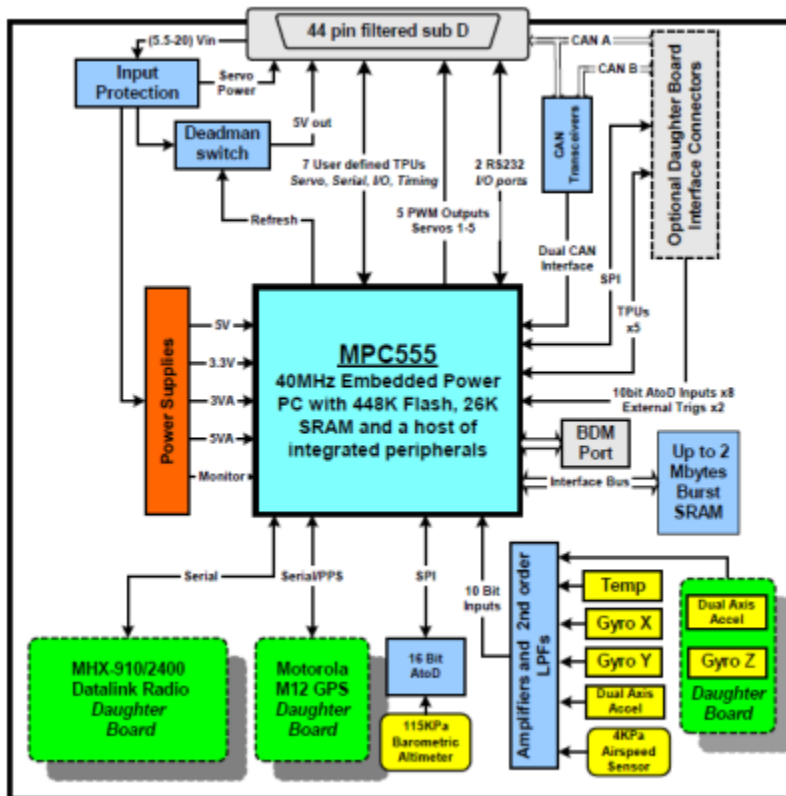 44 pin filtered sub D
(5.5-20) Vin
CAN A
CAN B
Input
Protection
Servo
Power
5V out
Deadman
switch
CAN
Transceivers
Optional Daughter Board
Interface Connectors
7 User defined TPUs
Servo, Serial, I/O, Timing
2 RS232
I/O ports
5 PWM Outputs
Servos 1-5
Refresh
Dual CAN
Interface
SPI
TPUs
x5
Power Supplies
5V
3.3V
3VA
5VA
Monitor
MPC555
40MHz Embedded Power
PC with 448K Flash, 26K
SRAM and a host of
integrated peripherals
10bit AtoD Inputs x8
External Trigs x2
BDM
Port
Interface Bus
Up to 2
Mbytes
Burst
SRAM
Serial
Serial/PPS
SPI
10 Bit
Inputs
Amplifiers and 2nd order
LPFs
Temp
Gyro X
Gyro Y
Dual Axis
Accel
4KPa
Airspeed
Sensor
Dual Axis
Accel
Gyro Z
Daughter
Board
MHX-910/2400
Datalink Radio
Daughter
Board
Motorola
M12 GPS
Daughter
Board
16 Bit
AtoD
115KPa
Barometric
Altimeter